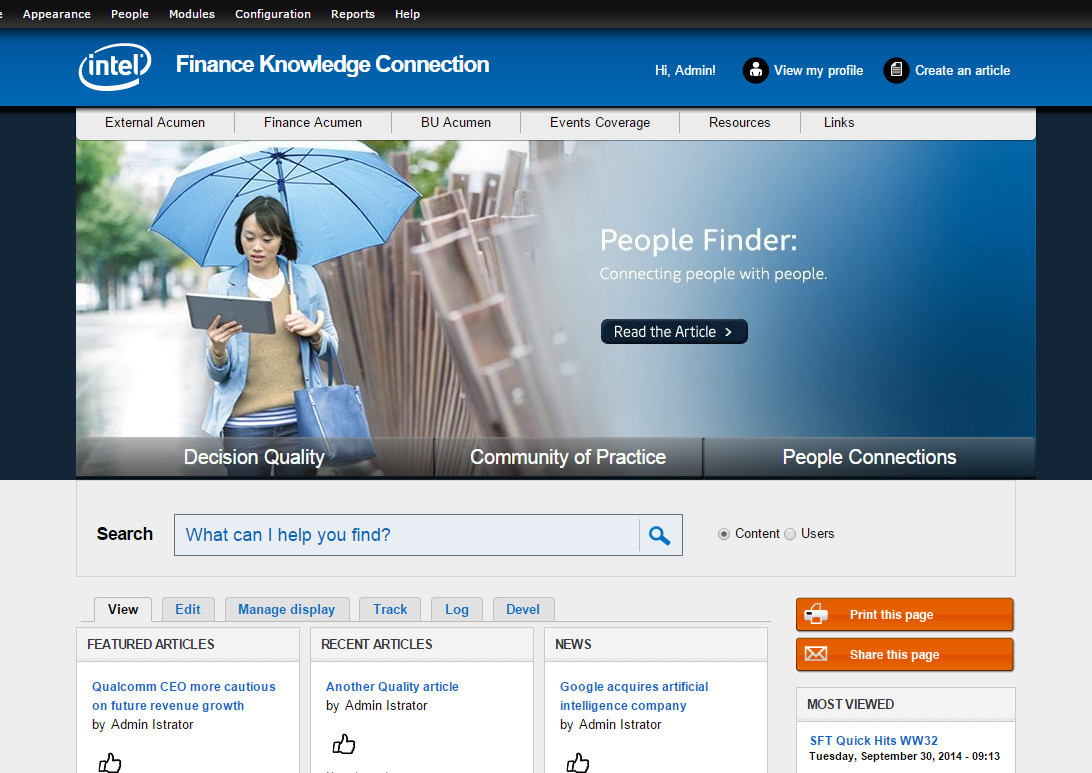 Appearance People Modules Configuration Reports Help
intel
Finance Knowledge Connection
Hi, Admin! View my profile Create an article
External Acumen Finance Acumen BU Acumen Events Coverage Resources Links
People Finder:
Connecting people with people.
Read the Article >
Decision Quality Community of Practice People Connections
Search What can I help you find? Content Users
View Edit Manage display Track Log Devel
Print this page
Share this page
FEATURED ARTICLES
Qualcomm CEO more cautious
on future revenue growth
by Admin Istrator
RECENT ARTICLES
Another Quality article
by Admin Istrator
NEWS
Google acquires artificial
intelligence company
by Admin Istrator
MOST VIEWED
SFT Quick Hits WW32
Tuesday, September 30, 2014 - 09:13